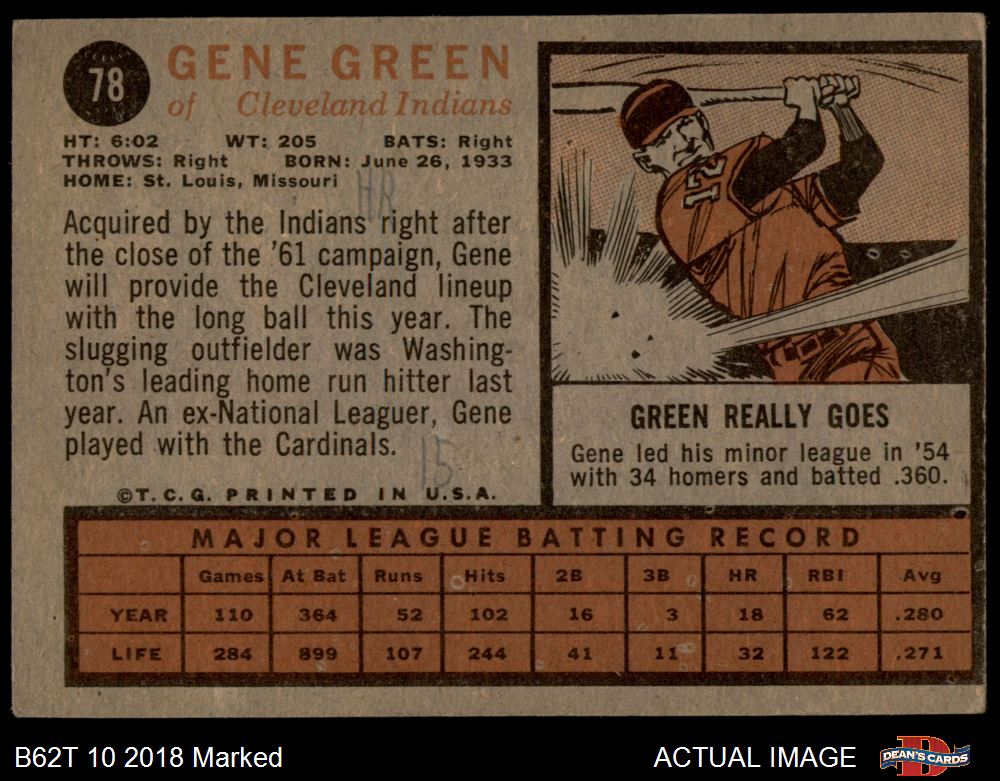 78
GENE GREEN
of Cleveland Indians
HT: 6:02 WT: 205 BATS: Right
THROWS: Right BORN: June 26, 1933
HOME: St. Louis, Missouri
HR
Acquired by the Indians right after
the close of the '61 campaign, Gene
will provide the Cleveland lineup
with the long ball this year. The
slugging outfielder was Washing-
ton's leading home run hitter last
year. An ex-National Leaguer, Gene
played with the Cardinals.
15
©T.C.G. PRINTED IN U.S.A.
12
GREEN REALLY GOES
Gene led his minor league in '54
with 34 homers and batted .360.
MAJOR LEAGUE BATTING RECORD
Games At Bat Runs Hits 2B 3B HR RBI Avg
YEAR 110 364 52 102 16 3 18 62 .280
LIFE 284 899 107 244 41 11 32 122 .271
B62T 10 2018 Marked
ACTUAL IMAGE
DEAN'S CARDS